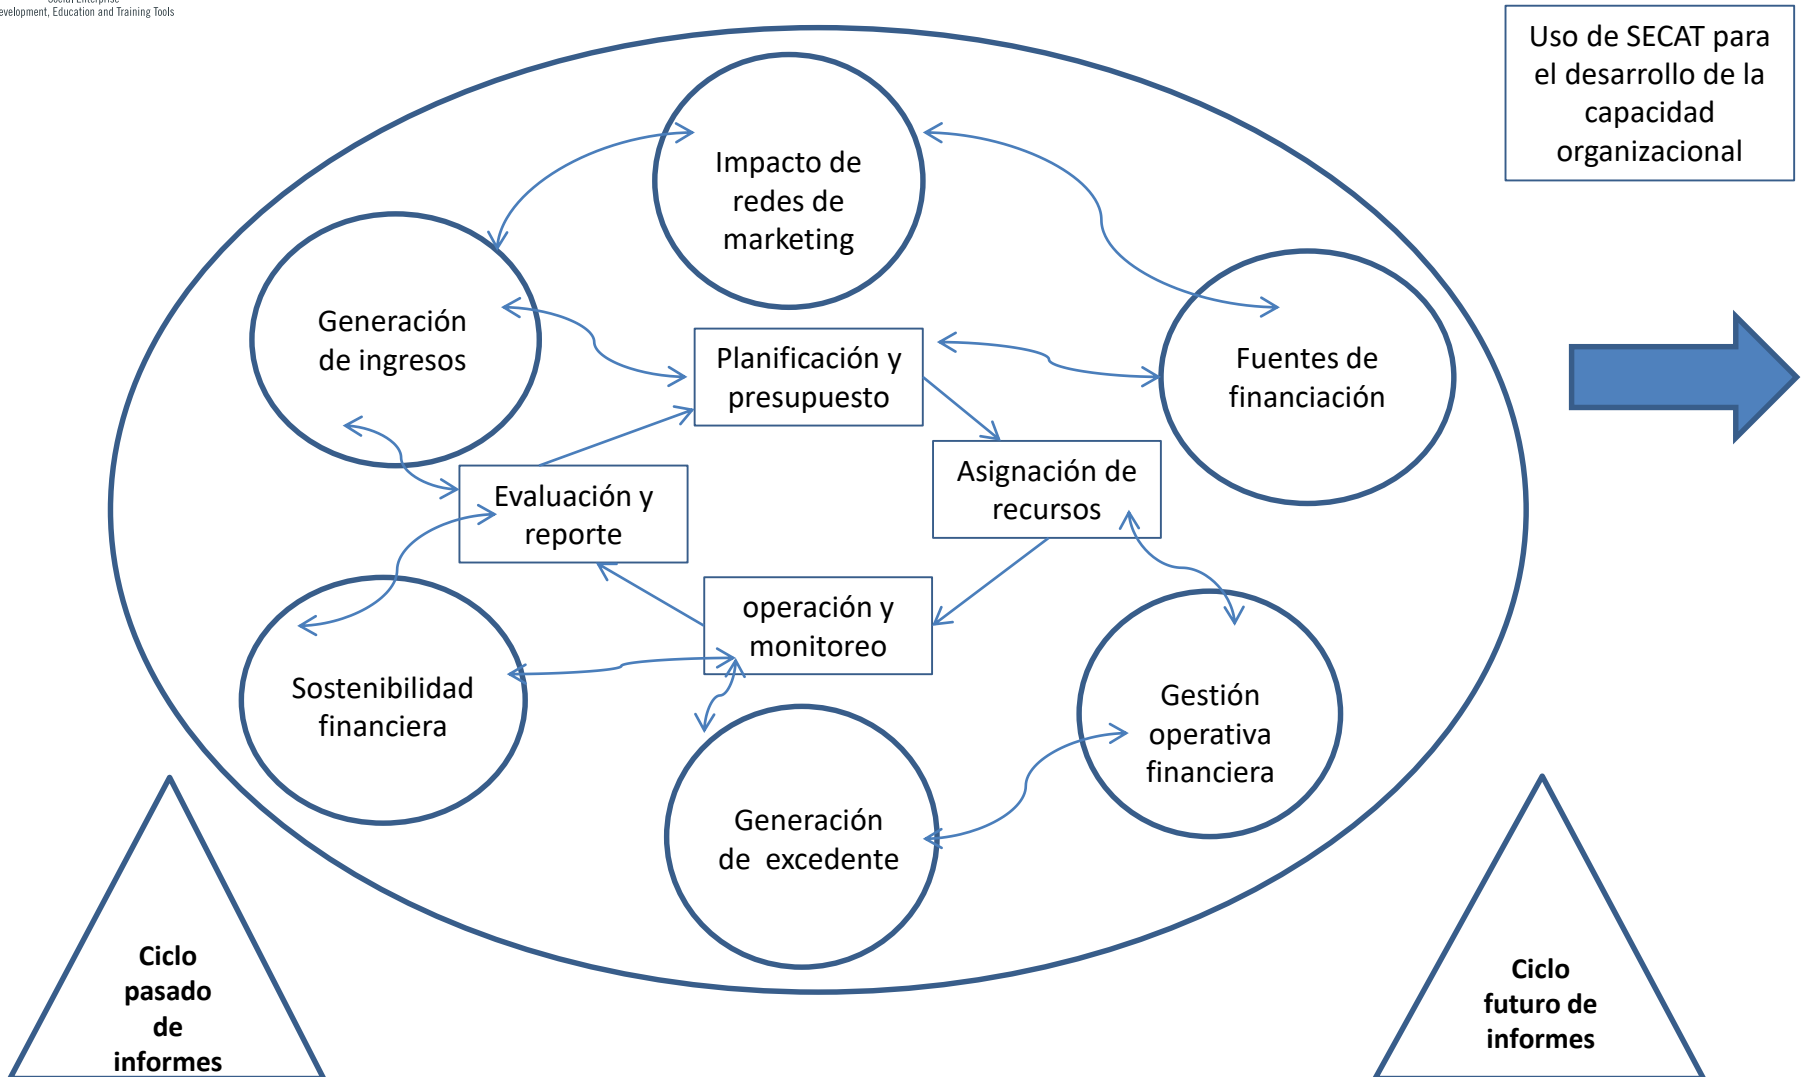 Development, Education and Training Tools
Uso de SECAT para
el desarrollo de la
capacidad
organizacional
Impacto de
redes de
marketing
Generación
de ingresos
Planificación y
presupuesto
Fuentes de
financiación
Asignación de
recursos
Evaluación y
reporte
operación y
monitoreo
Sostenibilidad
financiera
Gestión
operativa
financiera
Generación
de  excedente
Ciclo
pasado
de
informes
Ciclo
futuro de
informes